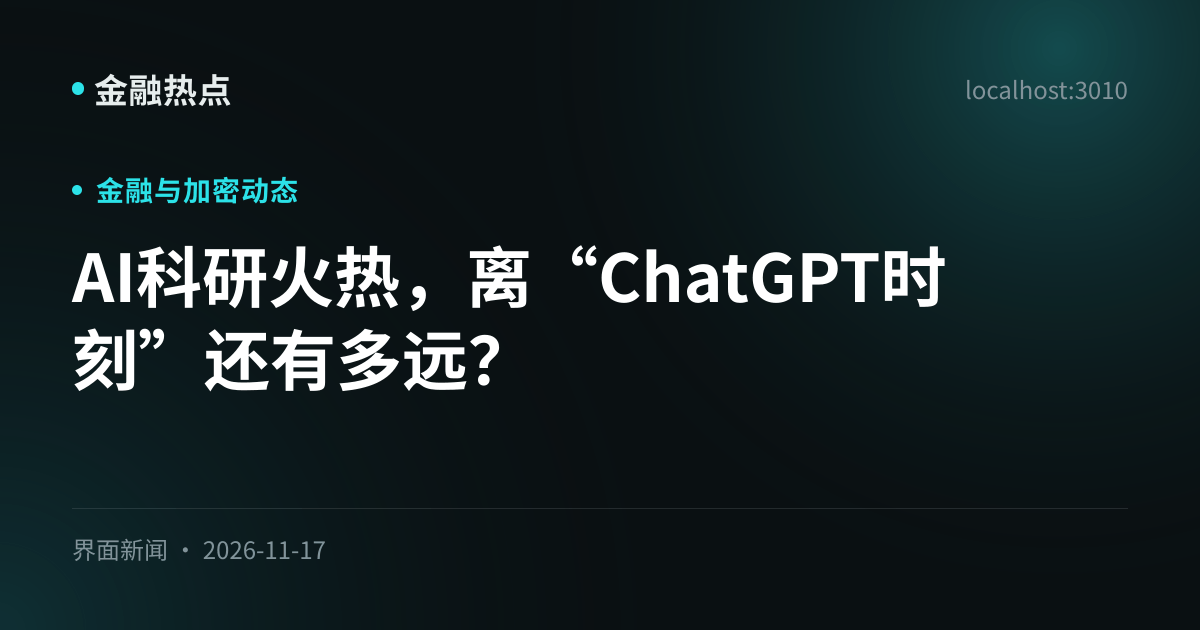 金融热点
localhost:3010
金融与加密动态
AI科研火热，离“ChatGPT时
刻”还有多远？
界面新闻 · 2026-11-17